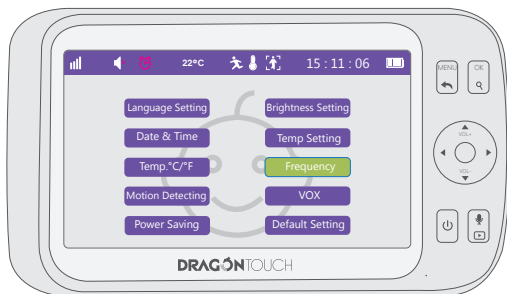 22°C
15 : 11 : 06
Language Setting
Brightness Setting
Date & Time
Temp Setting
Temp.°C/°F
Frequency
Motion Detecting
VOX
Power Saving
Default Setting
DRAGONTOUCH
MENU
OK
VOL+
VOL-